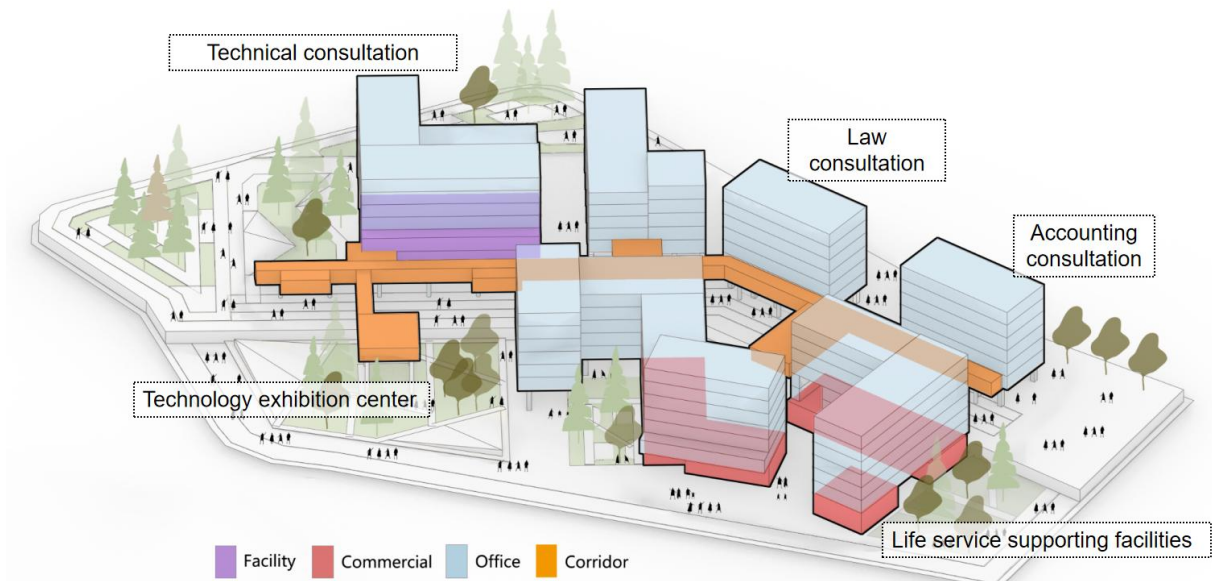 Technical consultation
Law
consultation
Accounting
consultation
Technology exhibition center
Life service supporting facilities
Facility
Commercial
Office
Corridor